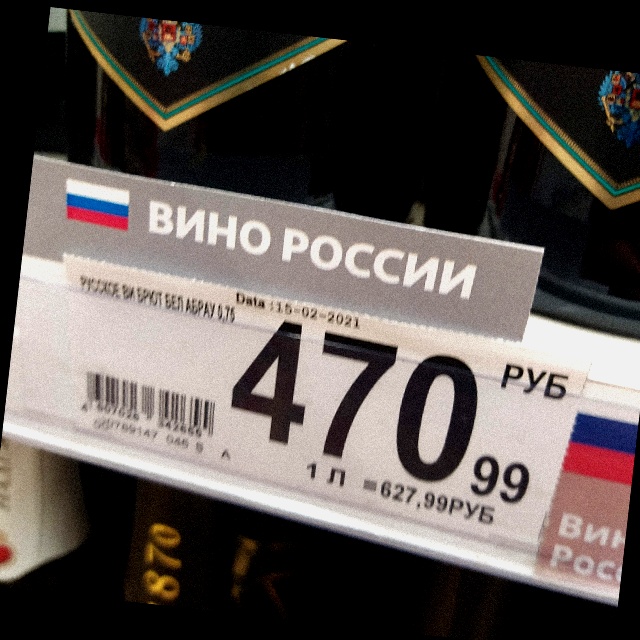 ВИНО РОССИИ
РУССКОЕ ВИ БРЮТ БЕЛ АБРАУ 0,75
Data :15-02-2021
470 99 РУБ
1 Л =627,99РУБ
А
ВИН
РОСС
870